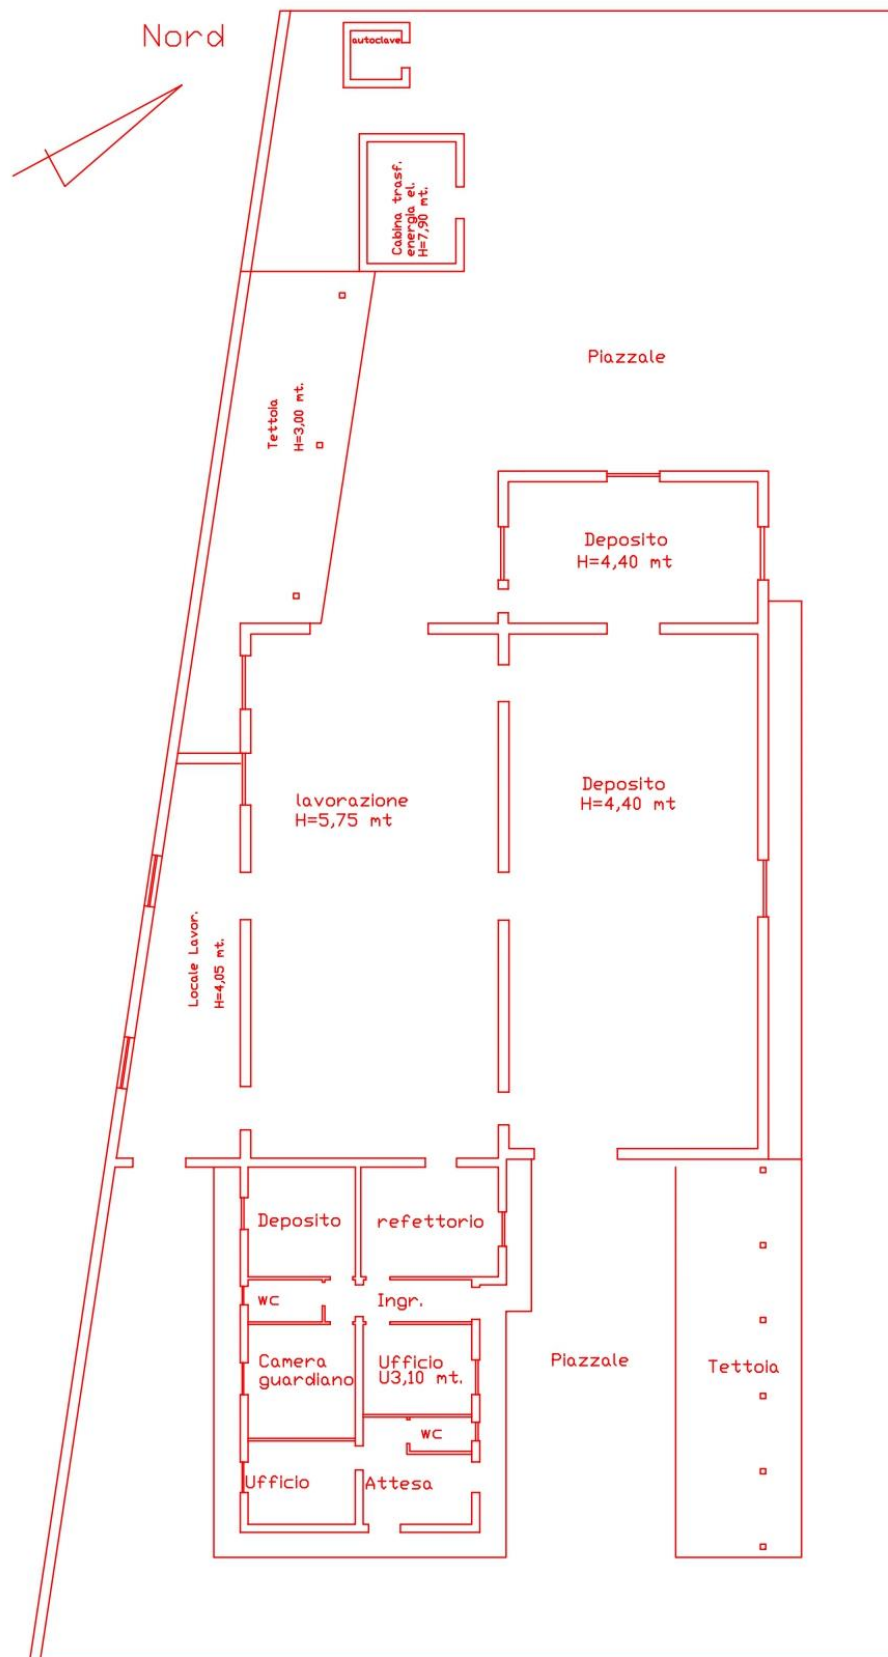 Nord
autoclave
Cabina trasf.
energia el.
H=7,90 mt.
Piazzale
Tettoia
H=3,00 mt.
Deposito
H=4,40 mt
Deposito
H=4,40 mt
lavorazione
H=5,75 mt
Locale Lavor.
H=4,05 mt.
Deposito
refettorio
wc
Ingr.
Camera
guardiano
Ufficio
U3,10 mt.
Piazzale
Tettoia
wc
Ufficio
Attesa